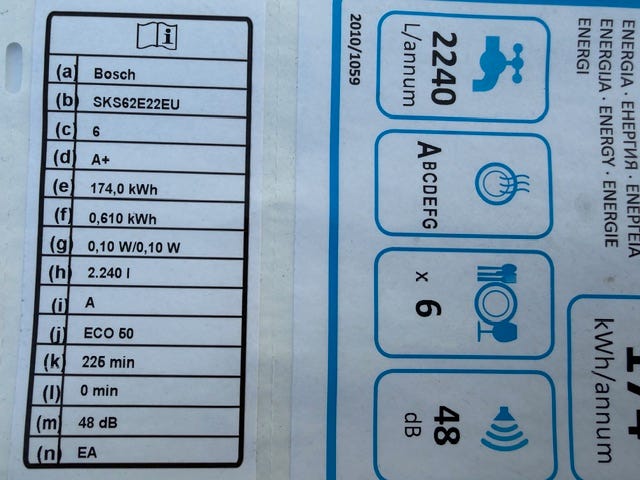 i
(a) Bosch
(b) SKS62E22EU
(c) 6
(d) A+
(e) 174,0 kWh
(f) 0,610 kWh
(g) 0,10 W/0,10 W
(h) 2.240 l
(i) A
(j) ECO 50
(k) 225 min
(l) 0 min
(m) 48 dB
(n) EA
ENERGIA · ЕНЕРГИЯ · ΕΝΕΡΓΕΙΑ
ENERGIJA · ENERGY · ENERGIE
ENERGI
174
kWh/annum
2240
L/annum
ABCDEFG
x 6
48
dB
2010/1059